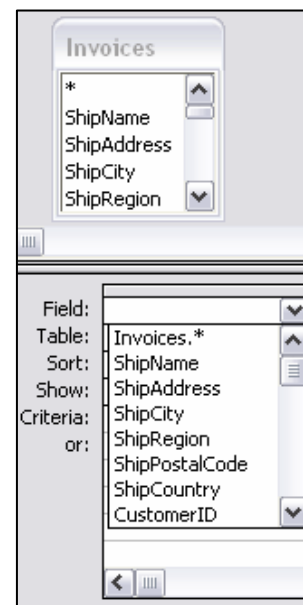 Invoices
*
ShipName
ShipAddress
ShipCity
ShipRegion
Field:
Table:
Sort:
Show:
Criteria:
or:
Invoices.*
ShipName
ShipAddress
ShipCity
ShipRegion
ShipPostalCode
ShipCountry
CustomerID